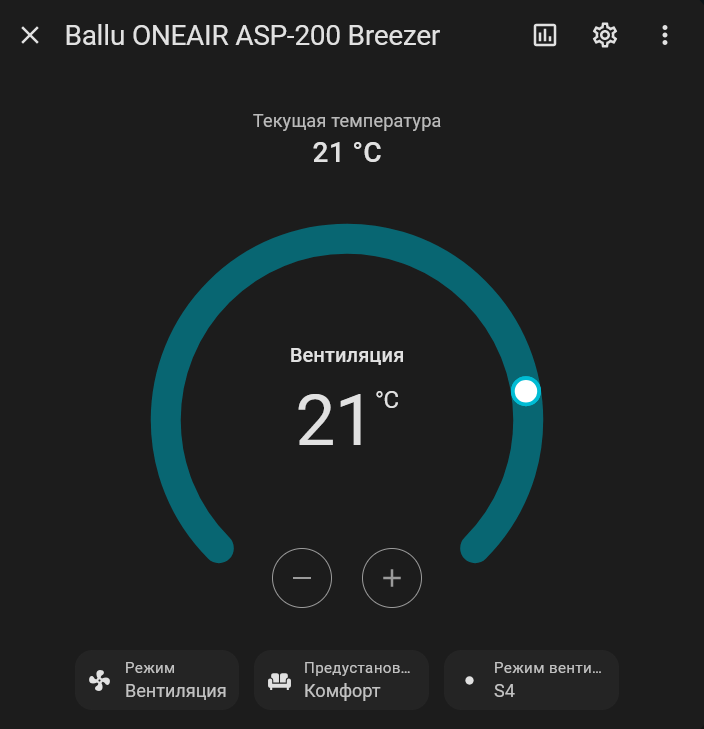 Ballu ONEAIR ASP-200 Breezer
Текущая температура
21 °C
Вентиляция
21 °C
Режим
Вентиляция
Предустанов...
Комфорт
Режим венти...
S4